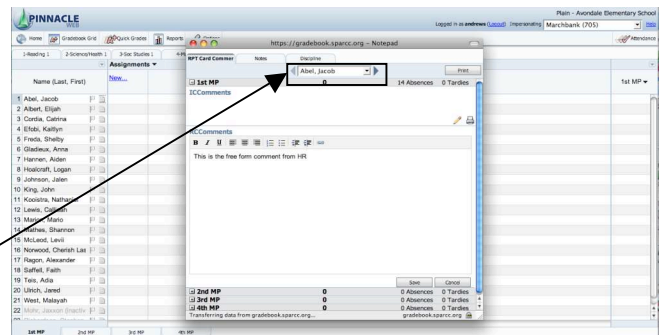 PINNACLE
WEB
Plain - Avondale Elementary School
Logged in as andrews (Logout) Impersonating Marchbank (705) Help
Home Gradebook Grid Quick Grades Reports Options Attendance
https://gradebook.sparcc.org - Notepad
1-Reading 1 2-Science/Health 1 3-Soc Studies 1
RPT Card Commer Notes Discipline
Assignments
Abel, Jacob Print
Name (Last, First) New... 1st MP
1st MP 0 14 Absences 0 Tardies
ICComments
1 Abel, Jacob
2 Albert, Elijah
3 Cordia, Catrina
4 Efobi, Kaitlyn
5 Freda, Shelby
6 Gladieux, Anna
7 Hannen, Aiden
8 Hoalcraft, Logan
9 Johnson, Jalen
10 King, John
11 Kooistra, Nathaniel
12 Lewis, Calli
13 Mario
14 Mathes, Shannon
15 McLeod, Levii
16 Norwood, Cherish Las
17 Ragon, Alexander
18 Saffell, Faith
19 Teis, Adia
20 Ulrich, Jared
21 West, Malayah
22 Mohr, Jaxxon (Inactiv
RCComments
B I U
This is the free form comment from HR
Save Cancel
2nd MP 0 0 Absences 0 Tardies
3rd MP 0 0 Absences 0 Tardies
4th MP 0 0 Absences 0 Tardies
Transferring data from gradebook.sparcc.org... gradebook.sparcc.org
1st MP 2nd MP 3rd MP 4th MP